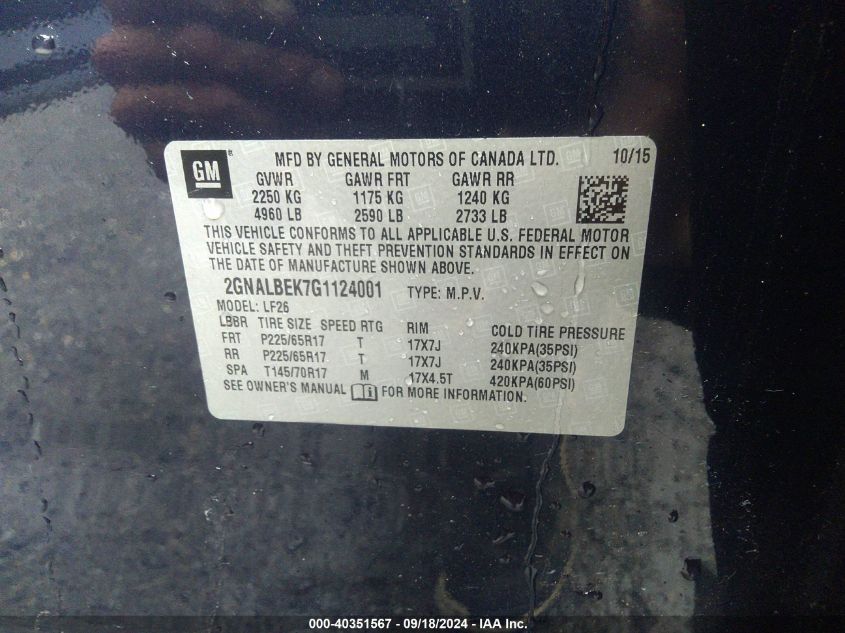 GM ® MFD BY GENERAL MOTORS OF CANADA LTD. 10/15
GVWR GAWR FRT GAWR RR
2250 KG 1175 KG 1240 KG
4960 LB 2590 LB 2733 LB
THIS VEHICLE CONFORMS TO ALL APPLICABLE U.S. FEDERAL MOTOR
VEHICLE SAFETY AND THEFT PREVENTION STANDARDS IN EFFECT ON
THE DATE OF MANUFACTURE SHOWN ABOVE.
2GNALBEK7G1124001 TYPE: M.P.V.
MODEL: LF26
TIRE SIZE SPEED RTG RIM COLD TIRE PRESSURE
FRT P225/65R17 T 17X7J 240KPA(35PSI)
RR P225/65R17 T 17X7J 240KPA(35PSI)
SPA T145/70R17 M 17X4.5T 420KPA(60PSI)
SEE OWNER'S MANUAL FOR MORE INFORMATION.
000-40351567 - 09/18/2024 - IAA Inc.